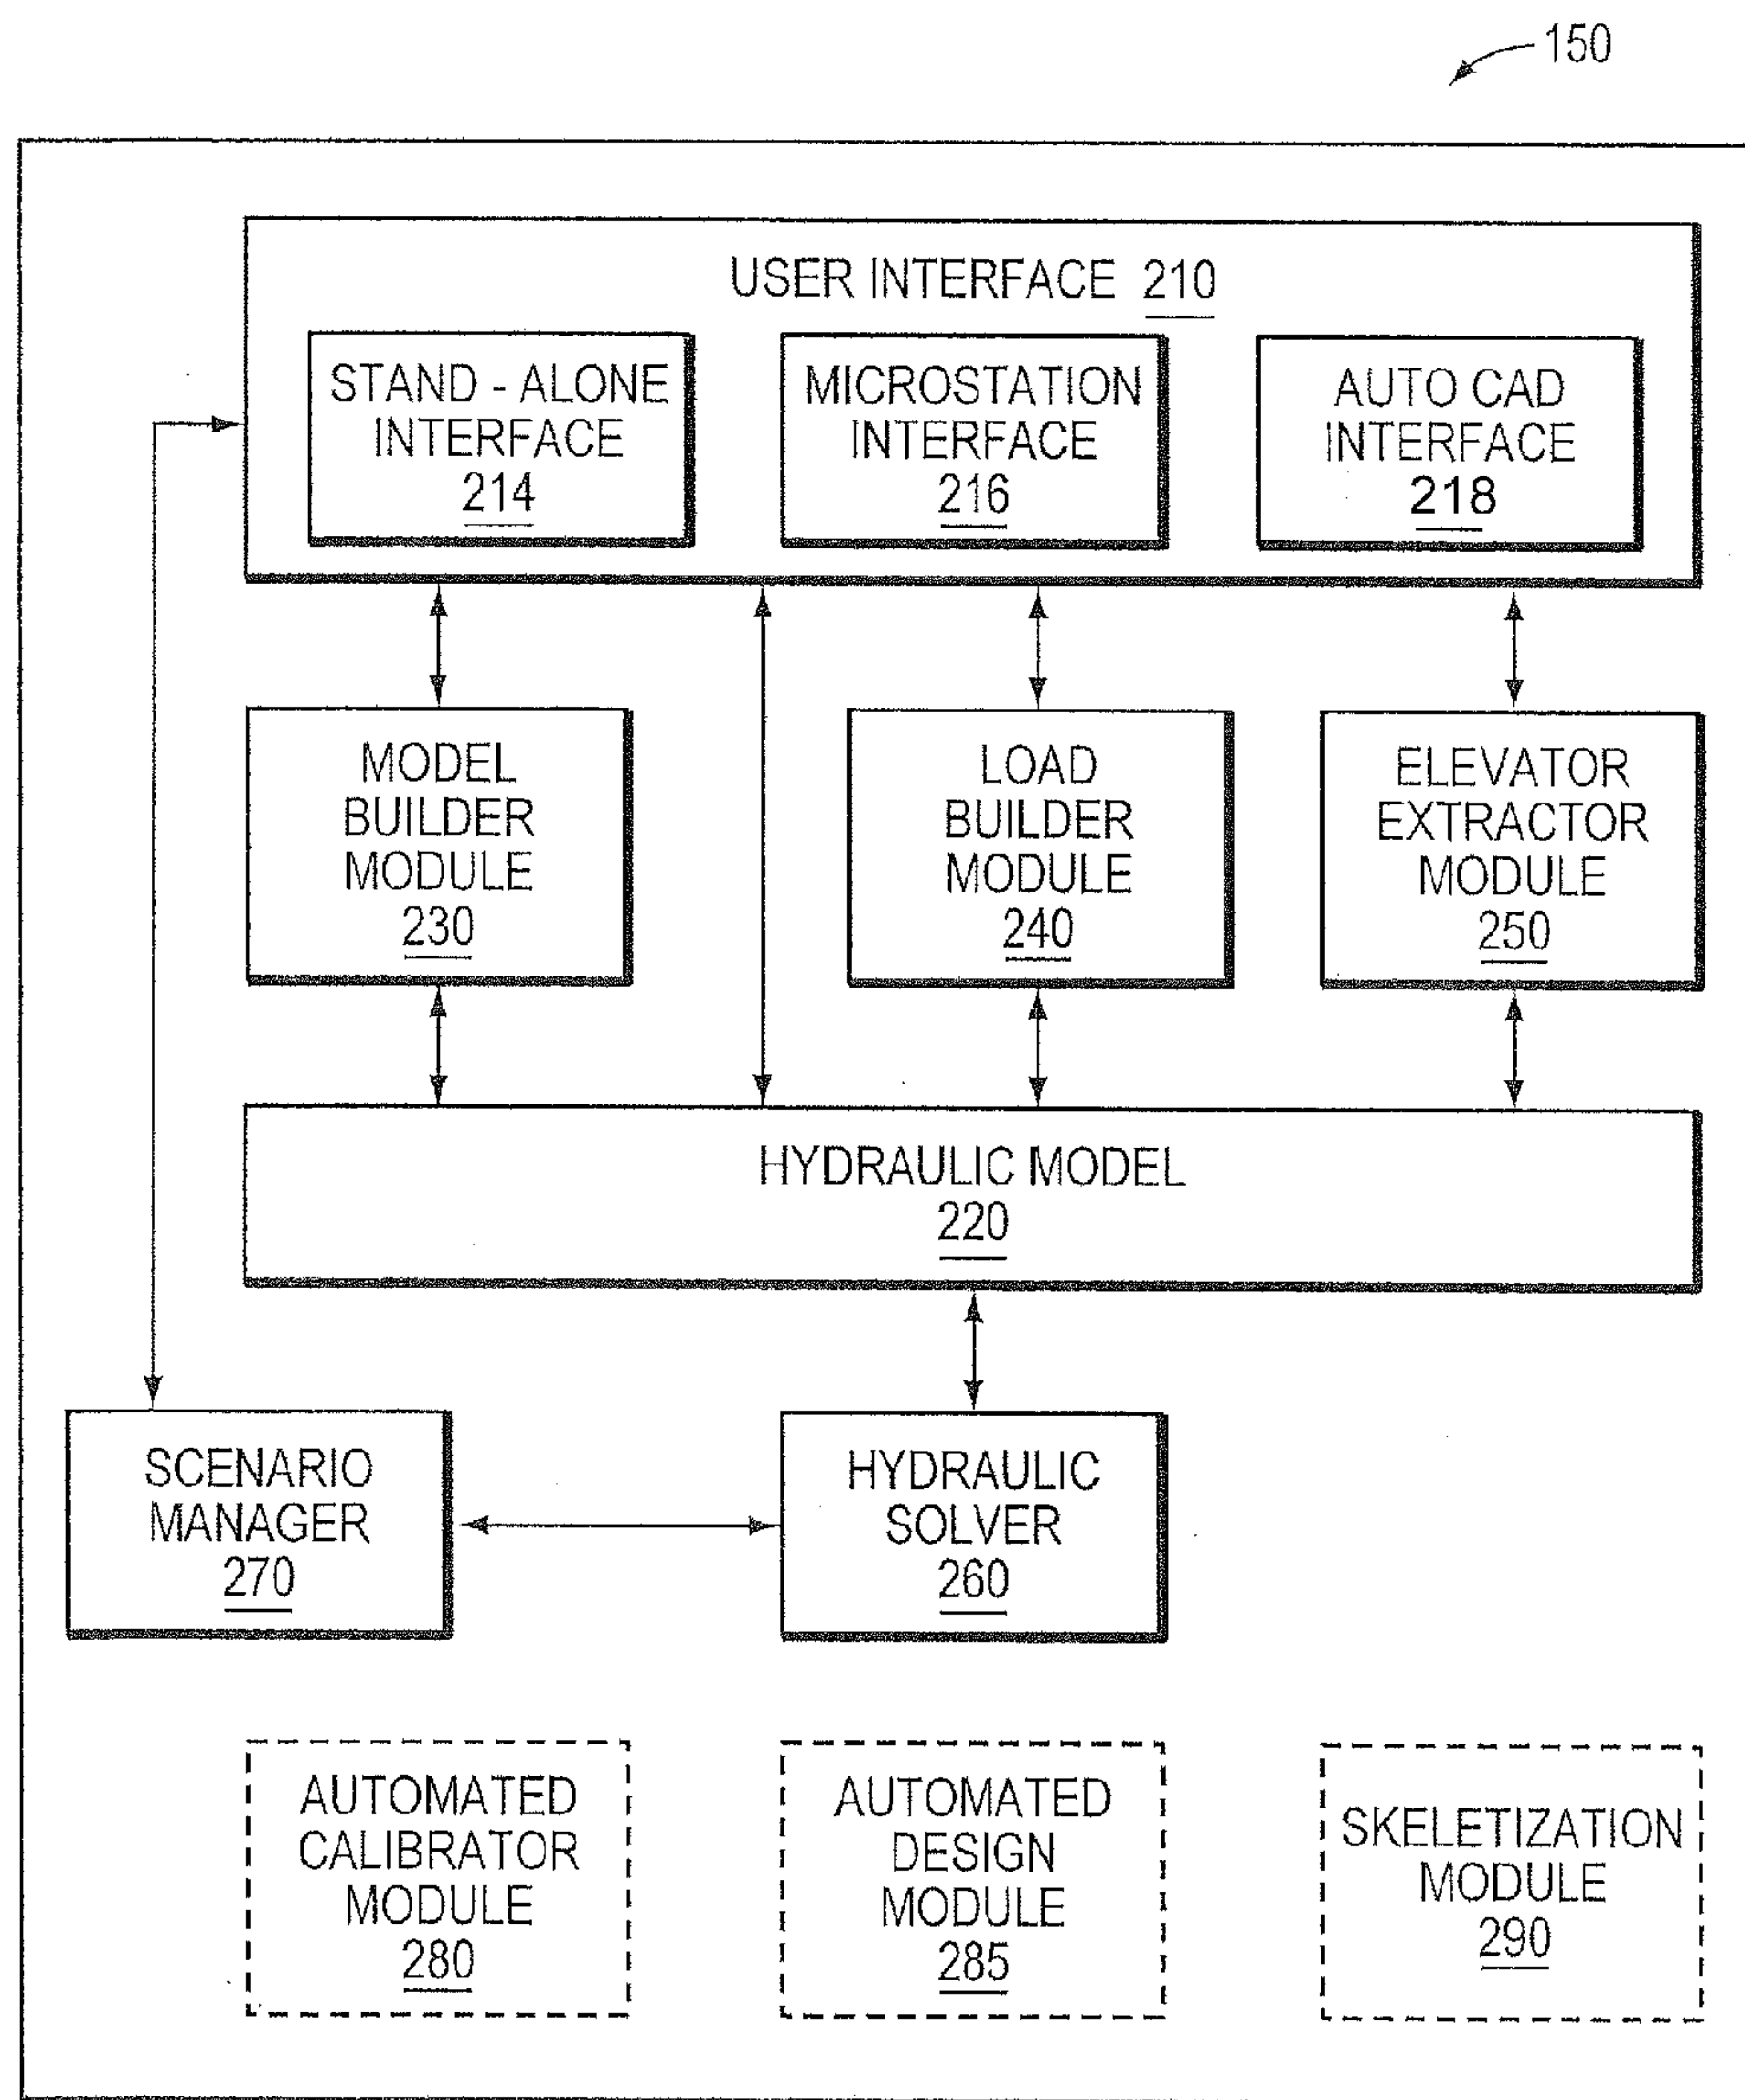 150
USER INTERFACE 210
STAND - ALONE
INTERFACE
214
MICROSTATION
INTERFACE
216
AUTO CAD
INTERFACE
218
MODEL
BUILDER
MODULE
230
LOAD
BUILDER
MODULE
240
ELEVATOR
EXTRACTOR
MODULE
250
HYDRAULIC MODEL
220
SCENARIO
MANAGER
270
HYDRAULIC
SOLVER
260
AUTOMATED
CALIBRATOR
MODULE
280
AUTOMATED
DESIGN
MODULE
285
SKELETIZATION
MODULE
290